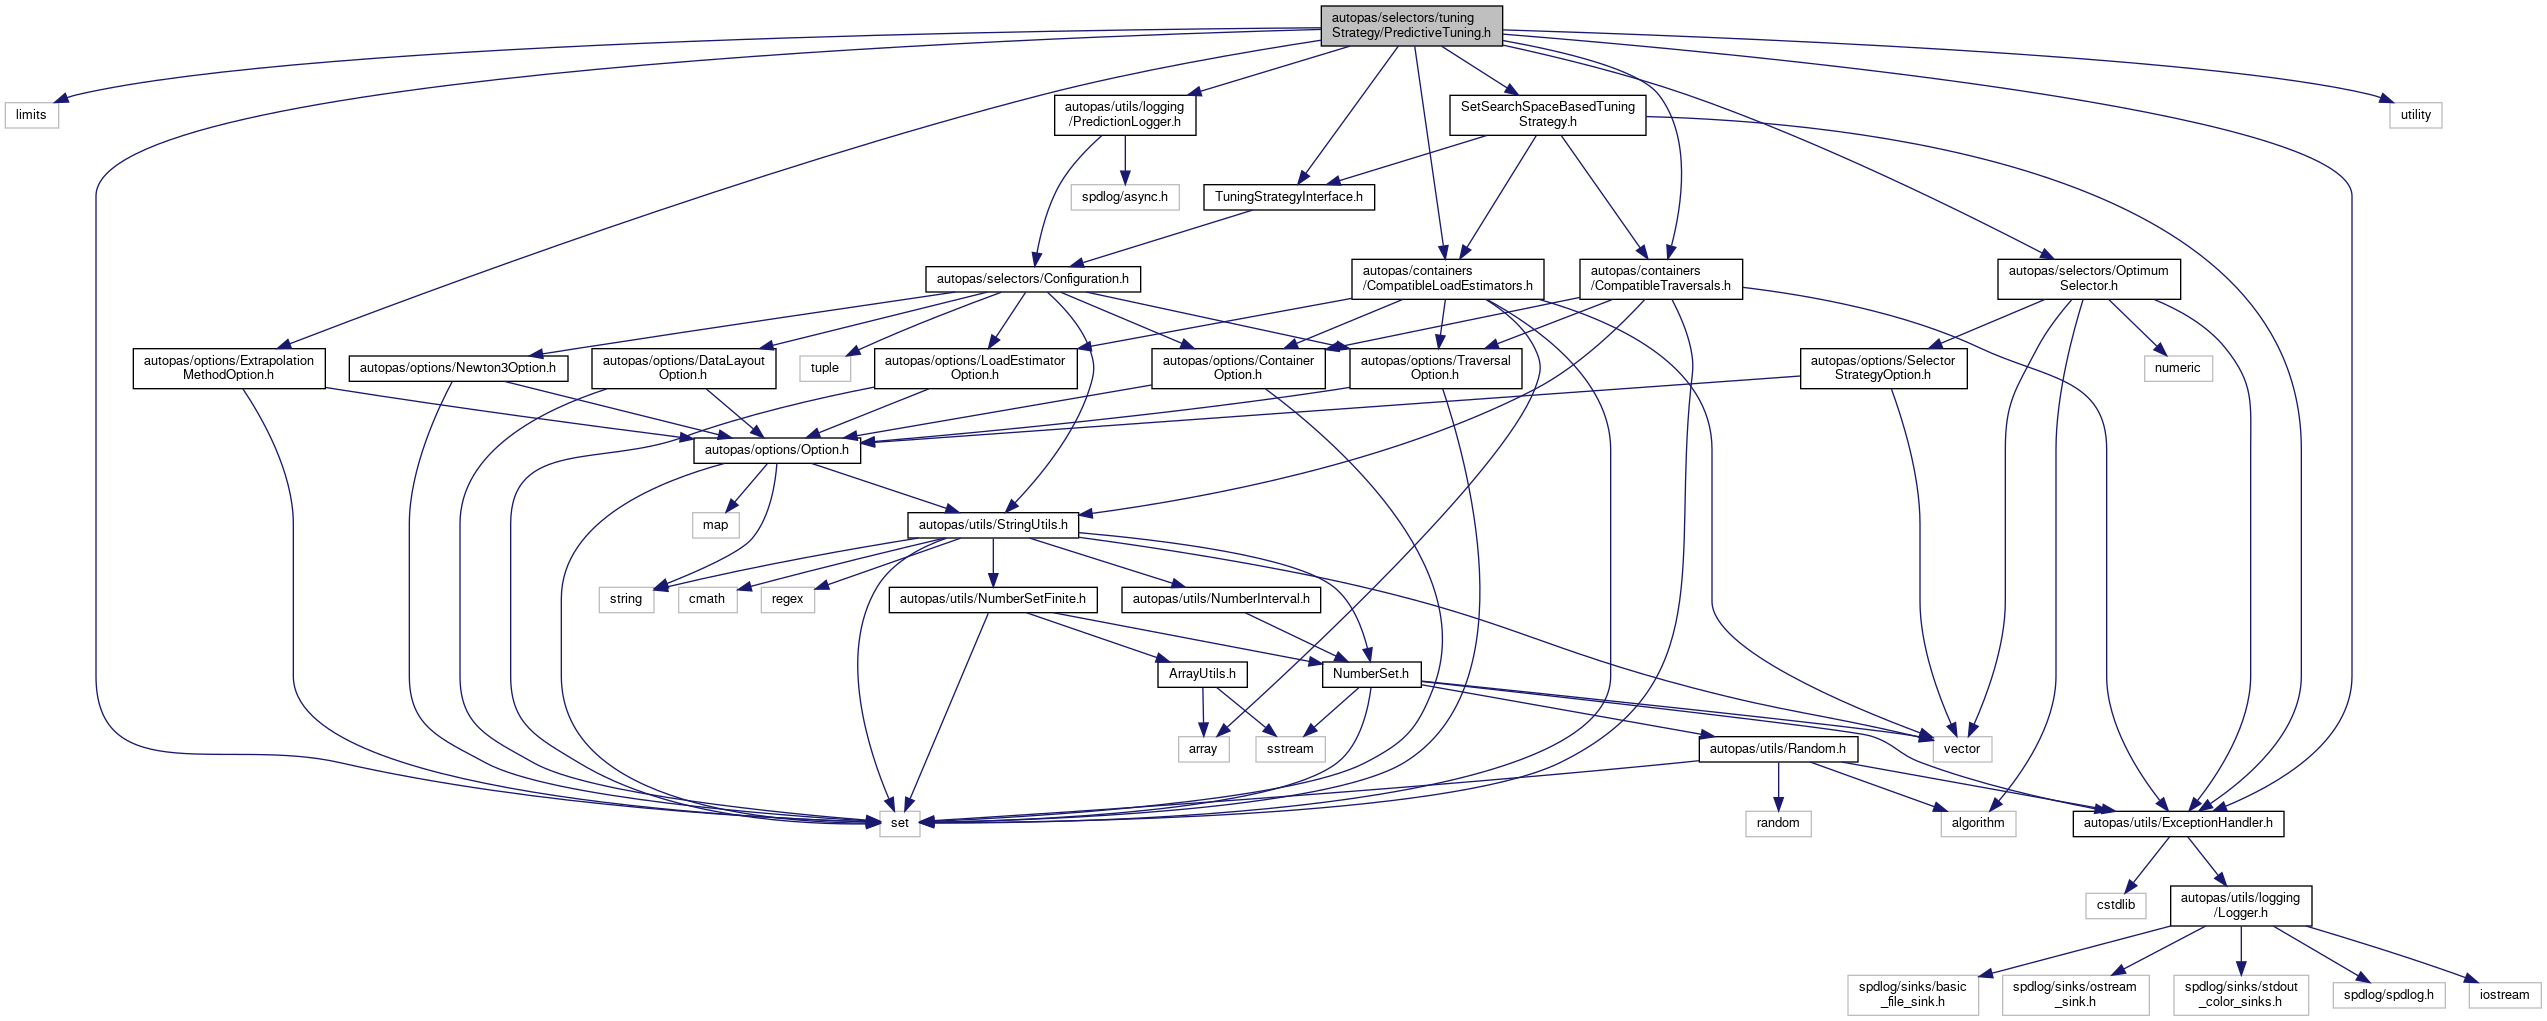 autopas/selectors/tuning
Strategy/PredictiveTuning.h
limits
autopas/utils/logging
/PredictionLogger.h
SetSearchSpaceBasedTuning
Strategy.h
utility
spdlog/async.h
TuningStrategyInterface.h
autopas/selectors/Configuration.h
autopas/containers
/CompatibleLoadEstimators.h
autopas/containers
/CompatibleTraversals.h
autopas/selectors/Optimum
Selector.h
autopas/options/Extrapolation
MethodOption.h
autopas/options/Newton3Option.h
autopas/options/DataLayout
Option.h
tuple
autopas/options/LoadEstimator
Option.h
autopas/options/Container
Option.h
autopas/options/Traversal
Option.h
autopas/options/Selector
StrategyOption.h
numeric
autopas/options/Option.h
map
autopas/utils/StringUtils.h
string
cmath
regex
autopas/utils/NumberSetFinite.h
autopas/utils/NumberInterval.h
ArrayUtils.h
NumberSet.h
array
sstream
autopas/utils/Random.h
vector
set
random
algorithm
autopas/utils/ExceptionHandler.h
cstdlib
autopas/utils/logging
/Logger.h
spdlog/sinks/basic
_file_sink.h
spdlog/sinks/ostream
_sink.h
spdlog/sinks/stdout
_color_sinks.h
spdlog/spdlog.h
iostream